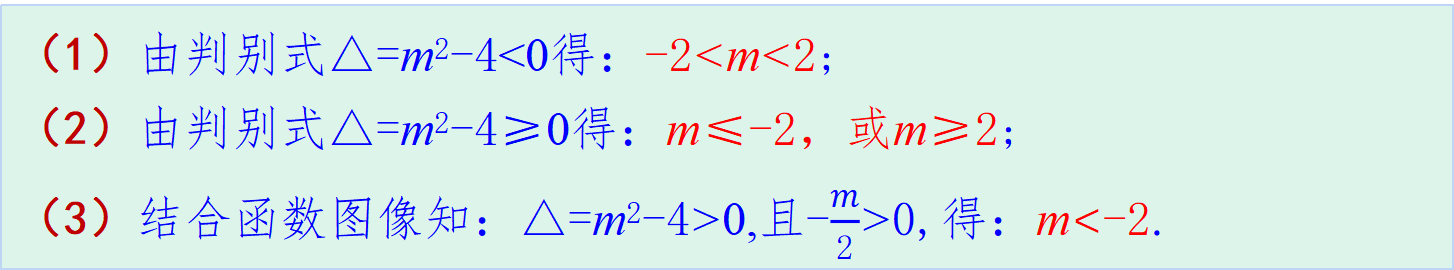 （1）由判别式△=m²-4<0得：-2<m<2；
（2）由判别式△=m²-4≥0得：m≤-2，或m≥2；
（3）结合函数图像知：△=m²-4>0,且-m/2>0,得：m<-2.